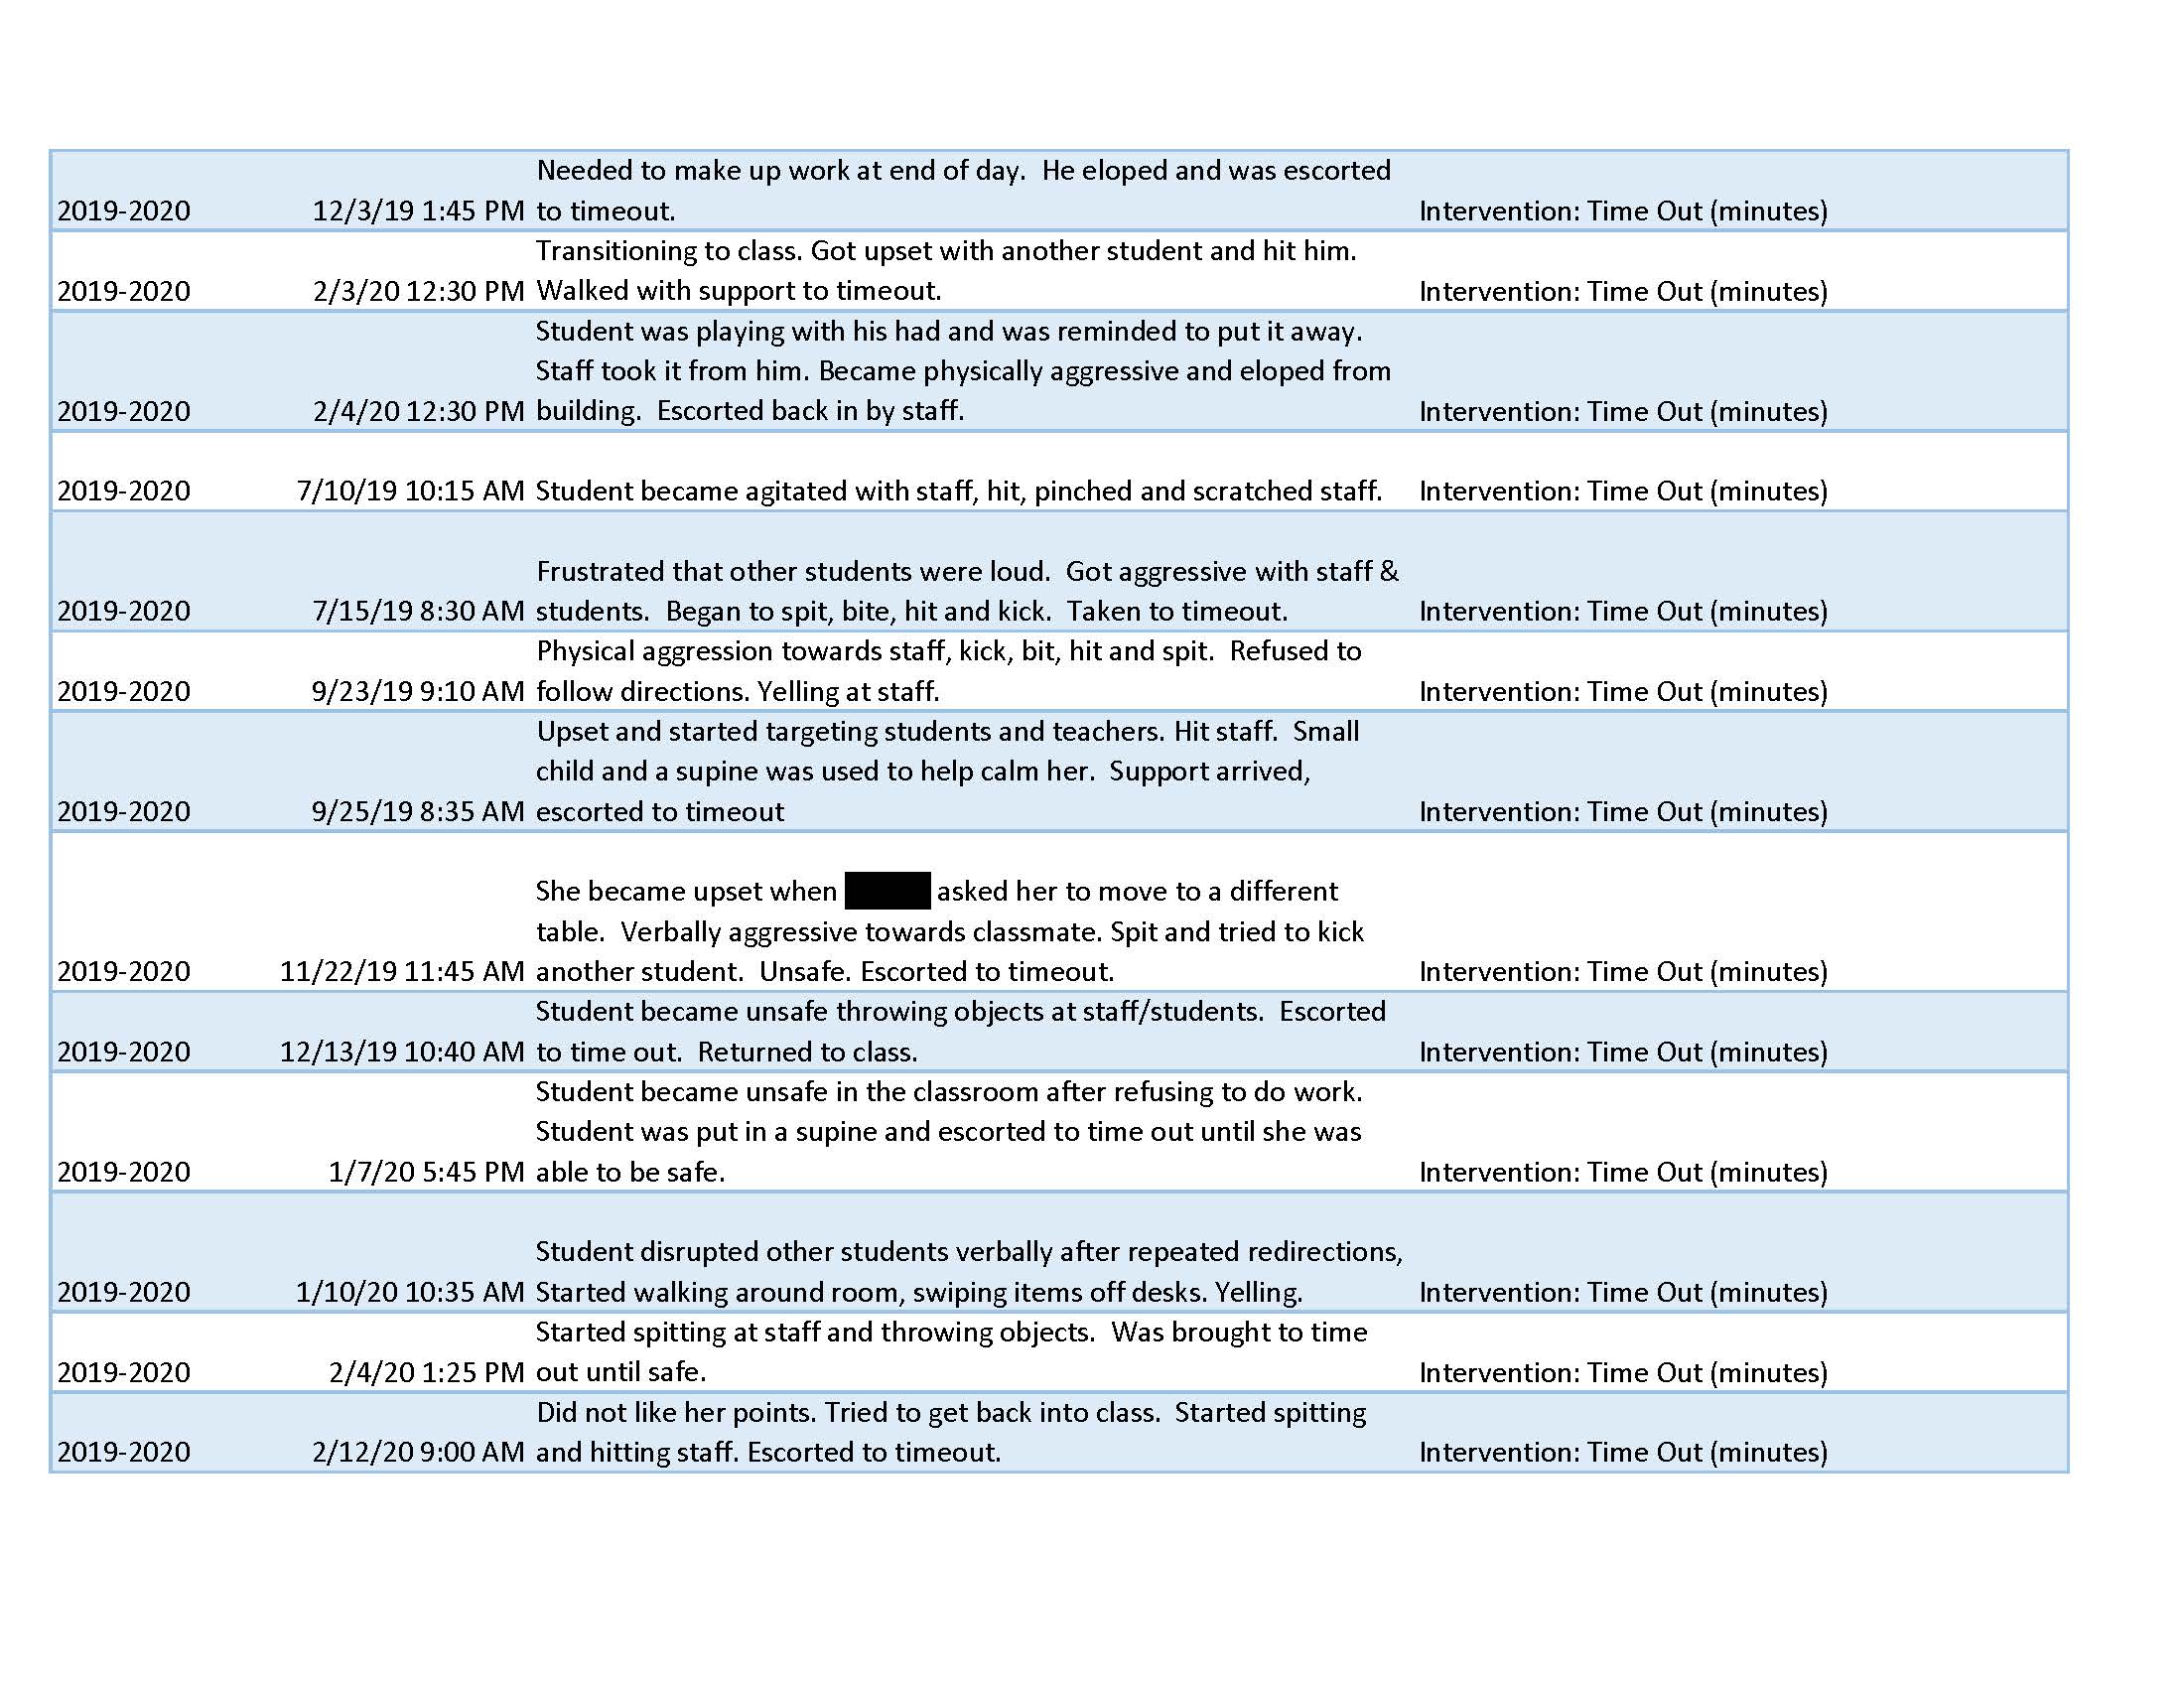 Needed to make up work at end of day.  He eloped and was escorted
2019-2020 12/3/19 1:45 PM to timeout. Intervention: Time Out (minutes)
Transitioning to class. Got upset with another student and hit him.
2019-2020 2/3/20 12:30 PM Walked with support to timeout. Intervention: Time Out (minutes)
Student was playing with his had and was reminded to put it away.
Staff took it from him. Became physically aggressive and eloped from
2019-2020 2/4/20 12:30 PM building.  Escorted back in by staff. Intervention: Time Out (minutes)
2019-2020 7/10/19 10:15 AM Student became agitated with staff, hit, pinched and scratched staff. Intervention: Time Out (minutes)
Frustrated that other students were loud.  Got aggressive with staff &
2019-2020 7/15/19 8:30 AM students.  Began to spit, bite, hit and kick.  Taken to timeout. Intervention: Time Out (minutes)
Physical aggression towards staff, kick, bit, hit and spit.  Refused to
2019-2020 9/23/19 9:10 AM follow directions. Yelling at staff. Intervention: Time Out (minutes)
Upset and started targeting students and teachers. Hit staff.  Small
child and a supine was used to help calm her.  Support arrived,
2019-2020 9/25/19 8:35 AM escorted to timeout Intervention: Time Out (minutes)
She became upset when asked her to move to a different
table.  Verbally aggressive towards classmate. Spit and tried to kick
2019-2020 11/22/19 11:45 AM another student.  Unsafe. Escorted to timeout. Intervention: Time Out (minutes)
Student became unsafe throwing objects at staff/students.  Escorted
2019-2020 12/13/19 10:40 AM to time out.  Returned to class. Intervention: Time Out (minutes)
Student became unsafe in the classroom after refusing to do work.
Student was put in a supine and escorted to time out until she was
2019-2020 1/7/20 5:45 PM able to be safe. Intervention: Time Out (minutes)
Student disrupted other students verbally after repeated redirections,
2019-2020 1/10/20 10:35 AM Started walking around room, swiping items off desks. Yelling. Intervention: Time Out (minutes)
Started spitting at staff and throwing objects.  Was brought to time
2019-2020 2/4/20 1:25 PM out until safe. Intervention: Time Out (minutes)
Did not like her points. Tried to get back into class.  Started spitting
2019-2020 2/12/20 9:00 AM and hitting staff. Escorted to timeout. Intervention: Time Out (minutes)